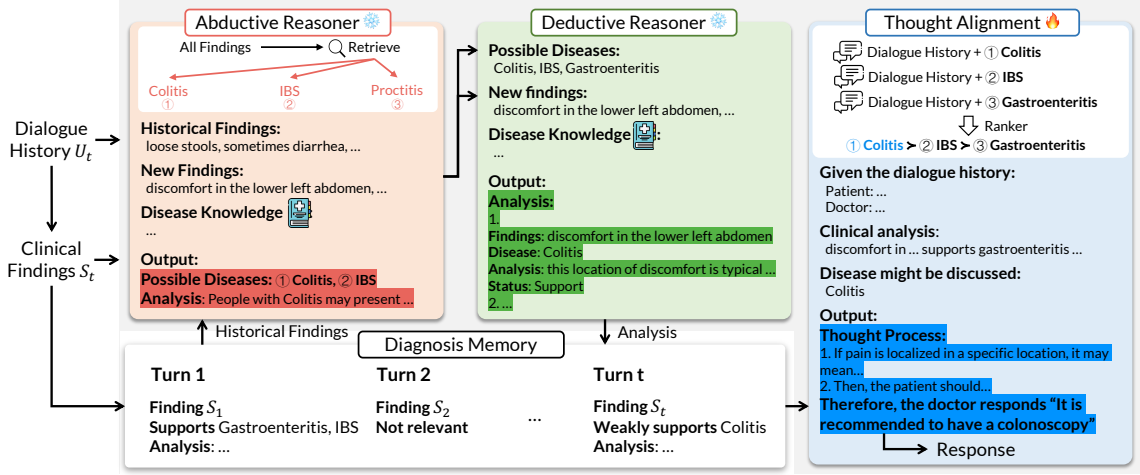 Dialogue
History U_t
Clinical
Findings S_t
Abductive Reasoner
All Findings
Retrieve
Colitis
IBS
Proctitis
①
②
③
Historical Findings:
loose stools, sometimes diarrhea, ...
New Findings:
discomfort in the lower left abdomen, ...
Disease Knowledge :
...
Output:
Possible Diseases: ① Colitis, ② IBS
Analysis: People with Colitis may present ...
Historical Findings
Deductive Reasoner
Possible Diseases:
Colitis, IBS, Gastroenteritis
New findings:
discomfort in the lower left abdomen, ...
Disease Knowledge :
...
Output:
Analysis:
1.
Findings: discomfort in the lower left abdomen
Disease: Colitis
Analysis: this location of discomfort is typical ...
Status: Support
2. ...
Analysis
Diagnosis Memory
Turn 1
Finding S_1
Supports Gastroenteritis, IBS
Analysis: ...
Turn 2
Finding S_2
Not relevant
...
Turn t
Finding S_t
Weakly supports Colitis
Analysis: ...
Thought Alignment
Dialogue History + ① Colitis
Dialogue History + ② IBS
Dialogue History + ③ Gastroenteritis
Ranker
① Colitis ≻ ② IBS ≻ ③ Gastroenteritis
Given the dialogue history:
Patient: ...
Doctor: ...
Clinical analysis:
discomfort in ... supports gastroenteritis ...
Disease might be discussed:
Colitis
Output:
Thought Process:
1. If pain is localized in a specific location, it may
mean...
2. Then, the patient should...
Therefore, the doctor responds “It is
recommended to have a colonoscopy”
Response